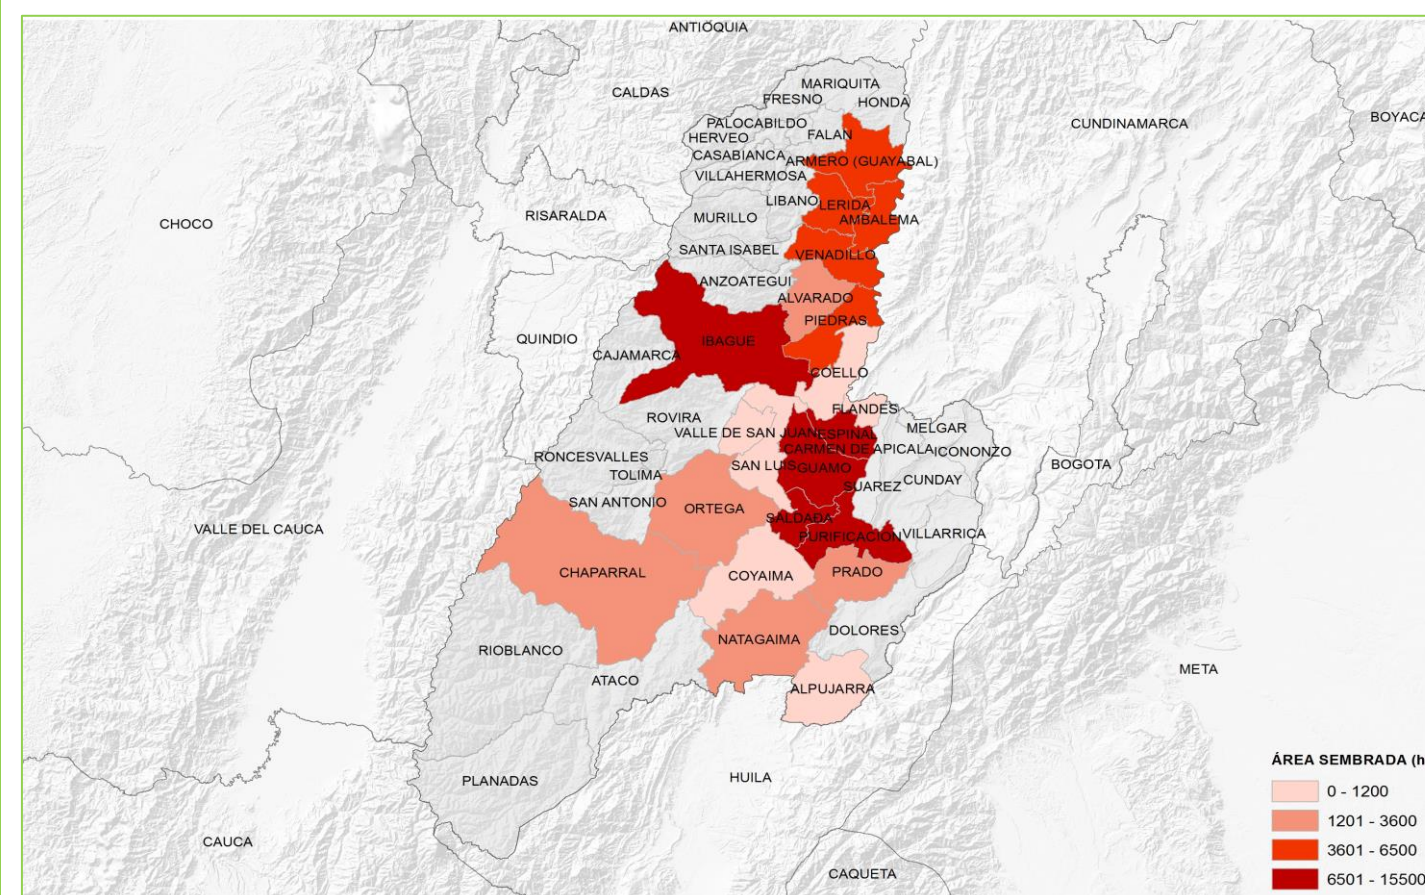 ANTIOQUIA
MARIQUITA
CALDAS
FRESNO
HONDA
BOYACA
PALOCABILDO
CUNDINAMARCA
HERVEO
FALAN
CASABIANCA
ARMERO (GUAYABAL)
VILLAHERMOSA
LIBANO
LERIDA
RISARALDA
MURILLO
AMBALEMA
CHOCO
SANTA ISABEL
VENADILLO
ANZOATEGUI
ALVARADO
PIEDRAS
QUINDIO
IBAGUE
CAJAMARCA
COELLO
FLANDES
ROVIRA
MELGAR
VALLE DE SAN JUAN
ESPINAL
CARMEN DE APICALA
ICONONZO
RONCESVALLES
SAN LUIS
GUAMO
BOGOTA
TOLIMA
SUAREZ
CUNDAY
SAN ANTONIO
ORTEGA
SALDAÑA
VALLE DEL CAUCA
PURIFICACION
VILLARRICA
CHAPARRAL
COYAIMA
PRADO
NATAGAIMA
DOLORES
RIOBLANCO
META
ATACO
ALPUJARRA
PLANADAS
HUILA
CAUCA
CAQUETA
ÁREA SEMBRADA (h
0 - 1200
1201 - 3600
3601 - 6500
6501 - 15500